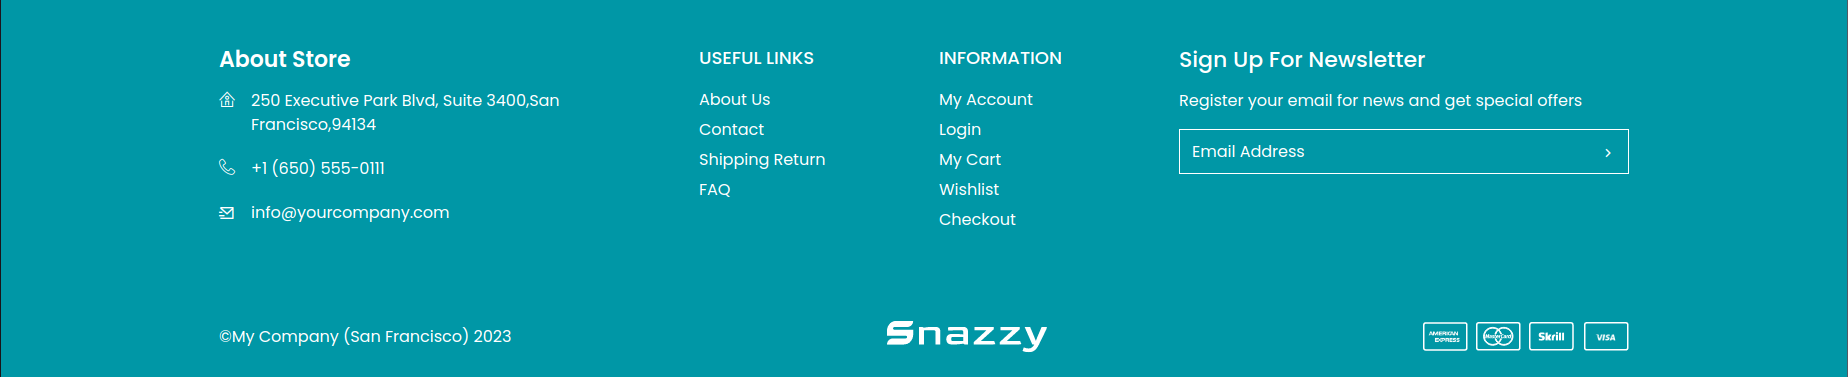 About Store
250 Executive Park Blvd, Suite 3400,San
Francisco,94134
+1 (650) 555-0111
info@yourcompany.com
USEFUL LINKS
About Us
Contact
Shipping Return
FAQ
INFORMATION
My Account
Login
My Cart
Wishlist
Checkout
Sign Up For Newsletter
Register your email for news and get special offers
Email Address
©My Company (San Francisco) 2023
Snazzy
AMERICAN
EXPRESS
MasterCard
Skrill
VISA